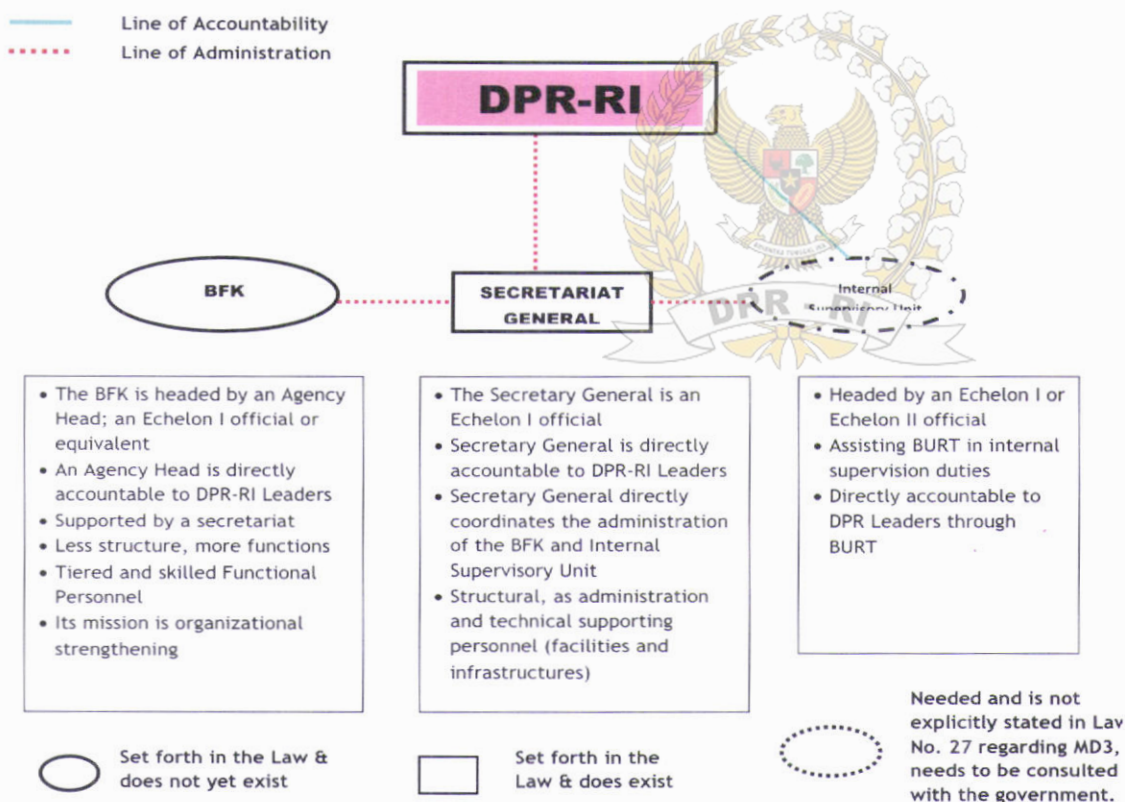 Line of Accountability
Line of Administration
DPR-RI
BFK
SECRETARIAT
GENERAL
Internal
Supervisory Unit
DPR - RI
• The BFK is headed by an Agency
Head; an Echelon I official or
equivalent
• An Agency Head is directly
accountable to DPR-RI Leaders
• Supported by a secretariat
• Less structure, more functions
• Tiered and skilled Functional
Personnel
• Its mission is organizational
strengthening
• The Secretary General is an
Echelon I official
• Secretary General is directly
accountable to DPR-RI Leaders
• Secretary General directly
coordinates the administration
of the BFK and Internal
Supervisory Unit
• Structural, as administration
and technical supporting
personnel (facilities and
infrastructures)
• Headed by an Echelon I or
Echelon II official
• Assisting BURT in internal
supervision duties
• Directly accountable to
DPR Leaders through
BURT
Set forth in the Law &
does not yet exist
Set forth in the
Law & does exist
Needed and is not
explicitly stated in Law
No. 27 regarding MD3,
needs to be consulted
with the government.